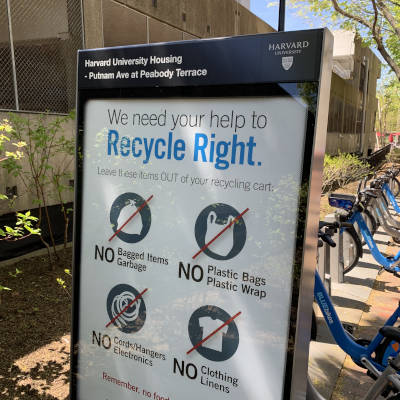 Harvard University Housing
- Putnam Ave at Peabody Terrace
HARVARD
UNIVERSITY
We need your help to
Recycle Right.
Leave these items OUT of your recycling cart:
NO Bagged Items
Garbage
NO Plastic Bags
Plastic Wrap
NO Cords/Hangers
Electronics
NO Clothing
Linens
Remember, no food
BLUEbikes